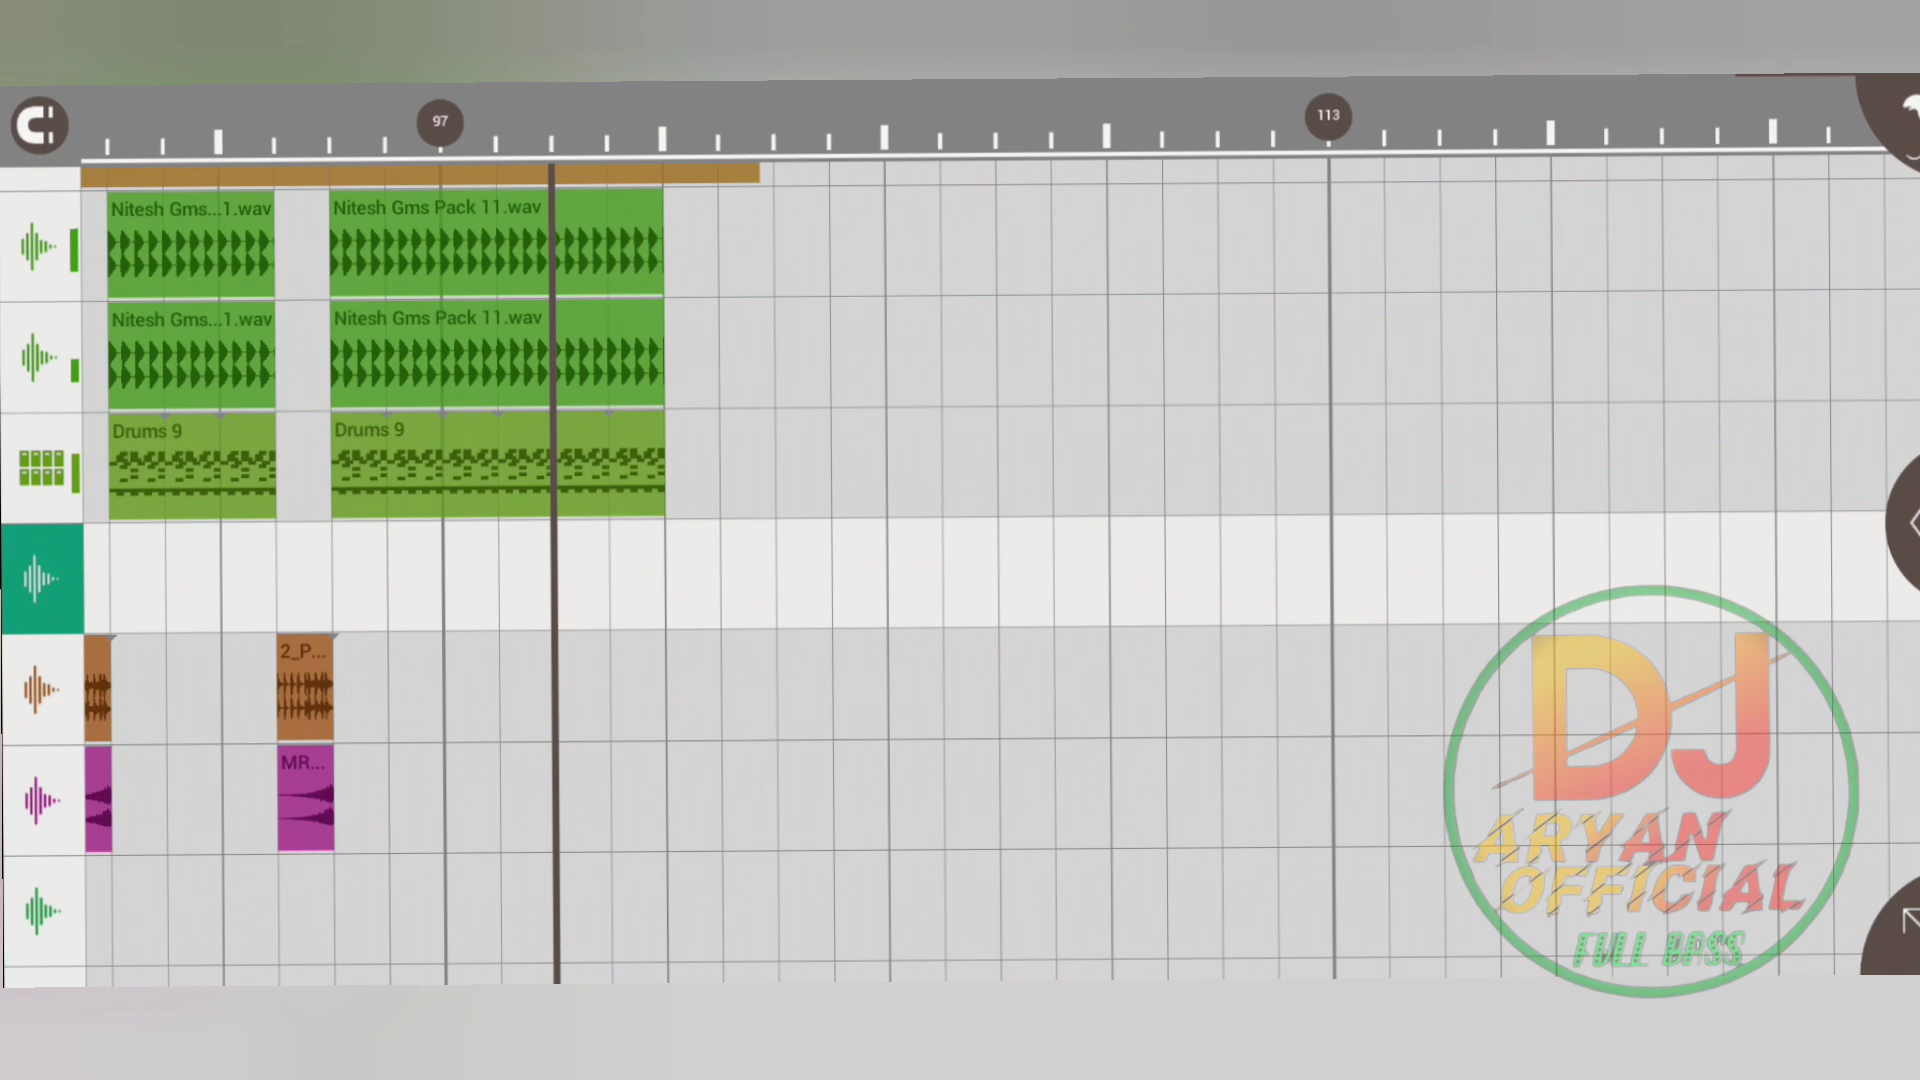 97
113
Nitesh Gms...1.wav
Nitesh Gms Pack 11.wav
Nitesh Gms...1.wav
Nitesh Gms Pack 11.wav
Drums 9
Drums 9
2_P...
MR...
DJ
ARYAN
OFFICIAL
FULL BASS